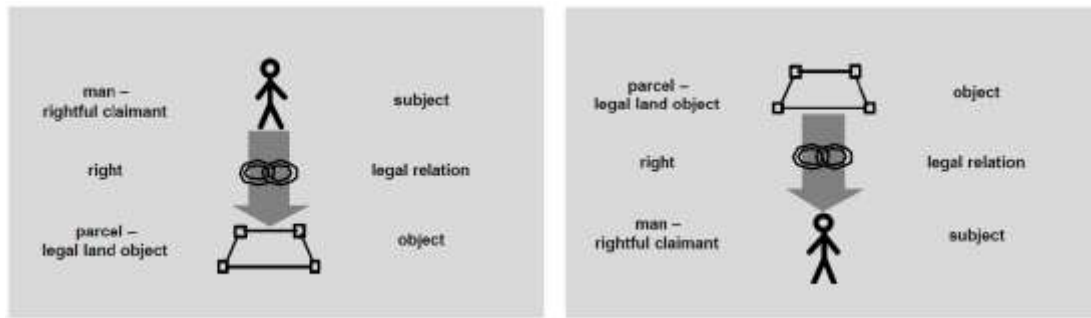 man –
rightful claimant
subject
right
legal relation
parcel –
legal land object
object
parcel –
legal land object
object
right
legal relation
man –
rightful claimant
subject